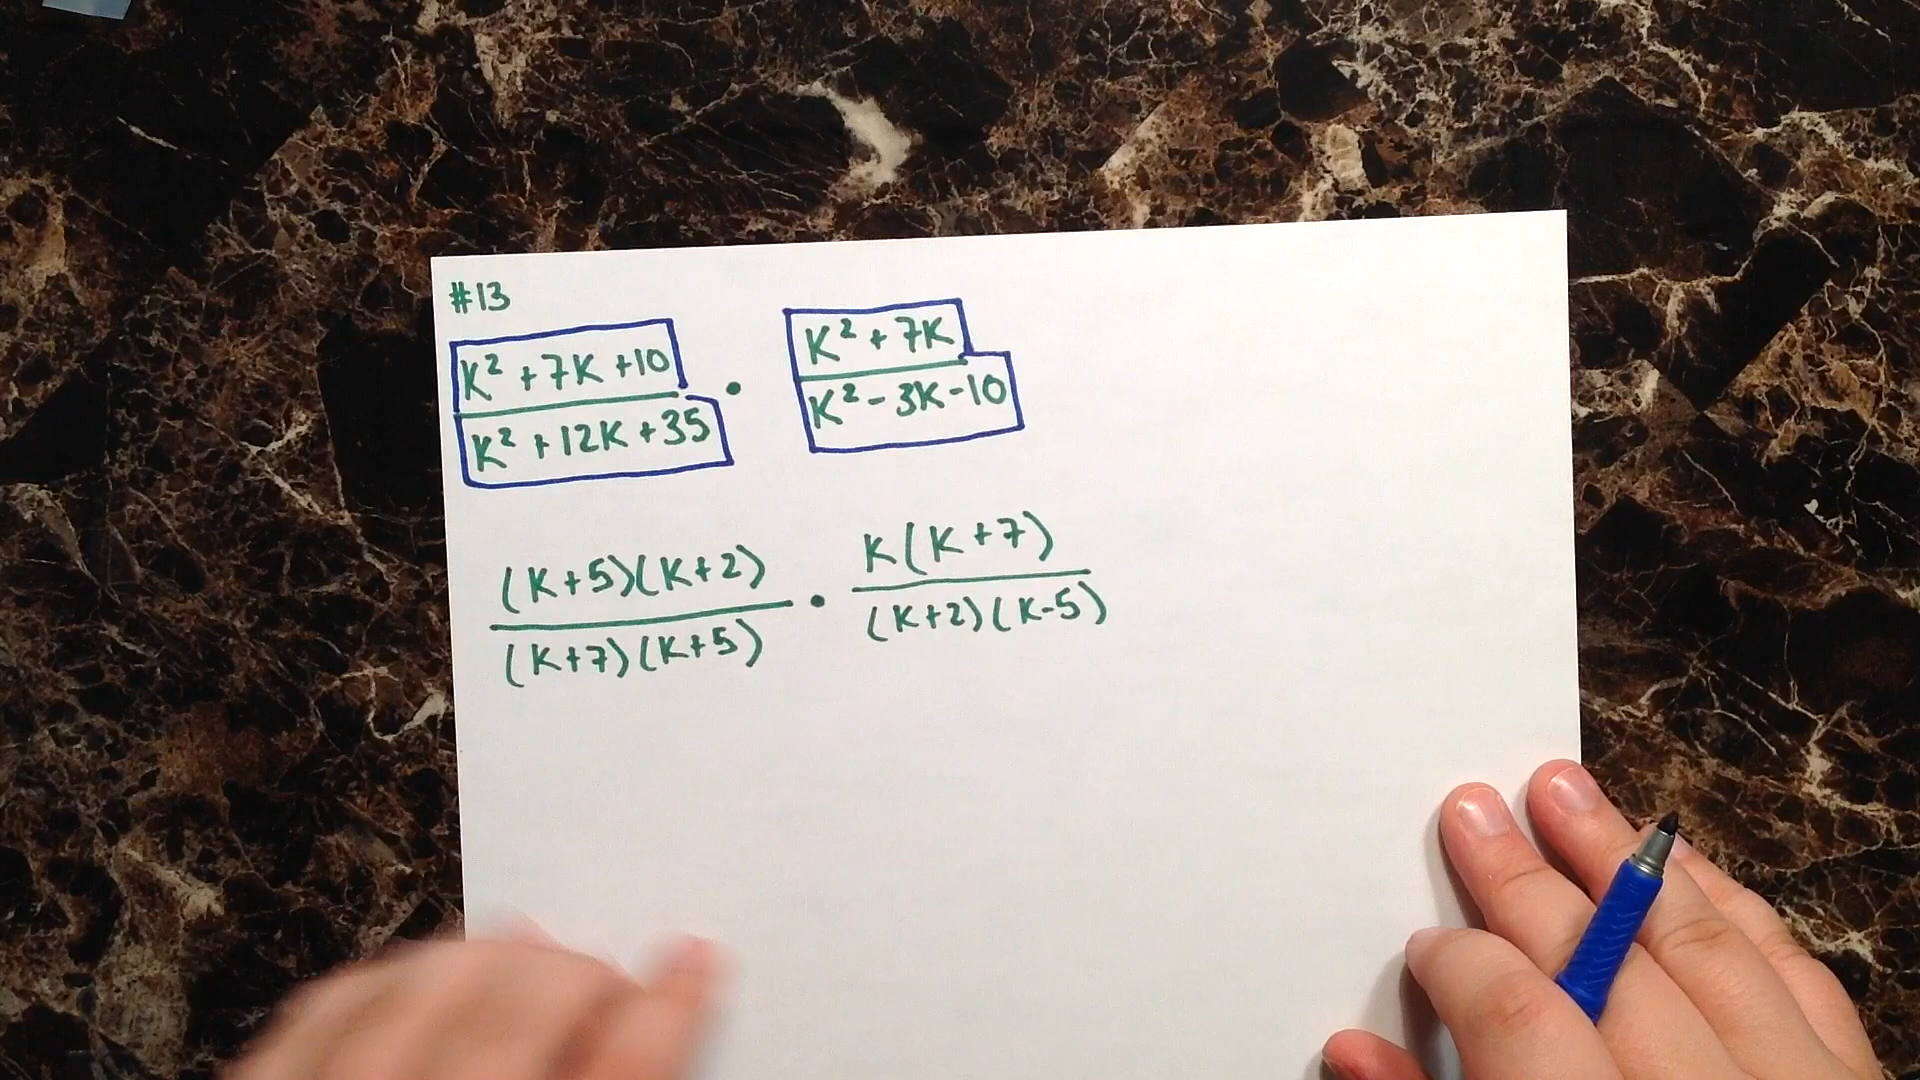 #13
K² + 7K + 10 · K² + 7K
K² + 12K + 35   K² - 3K - 10
(K+5)(K+2) · K(K+7)
(K+7)(K+5)   (K+2)(K-5)